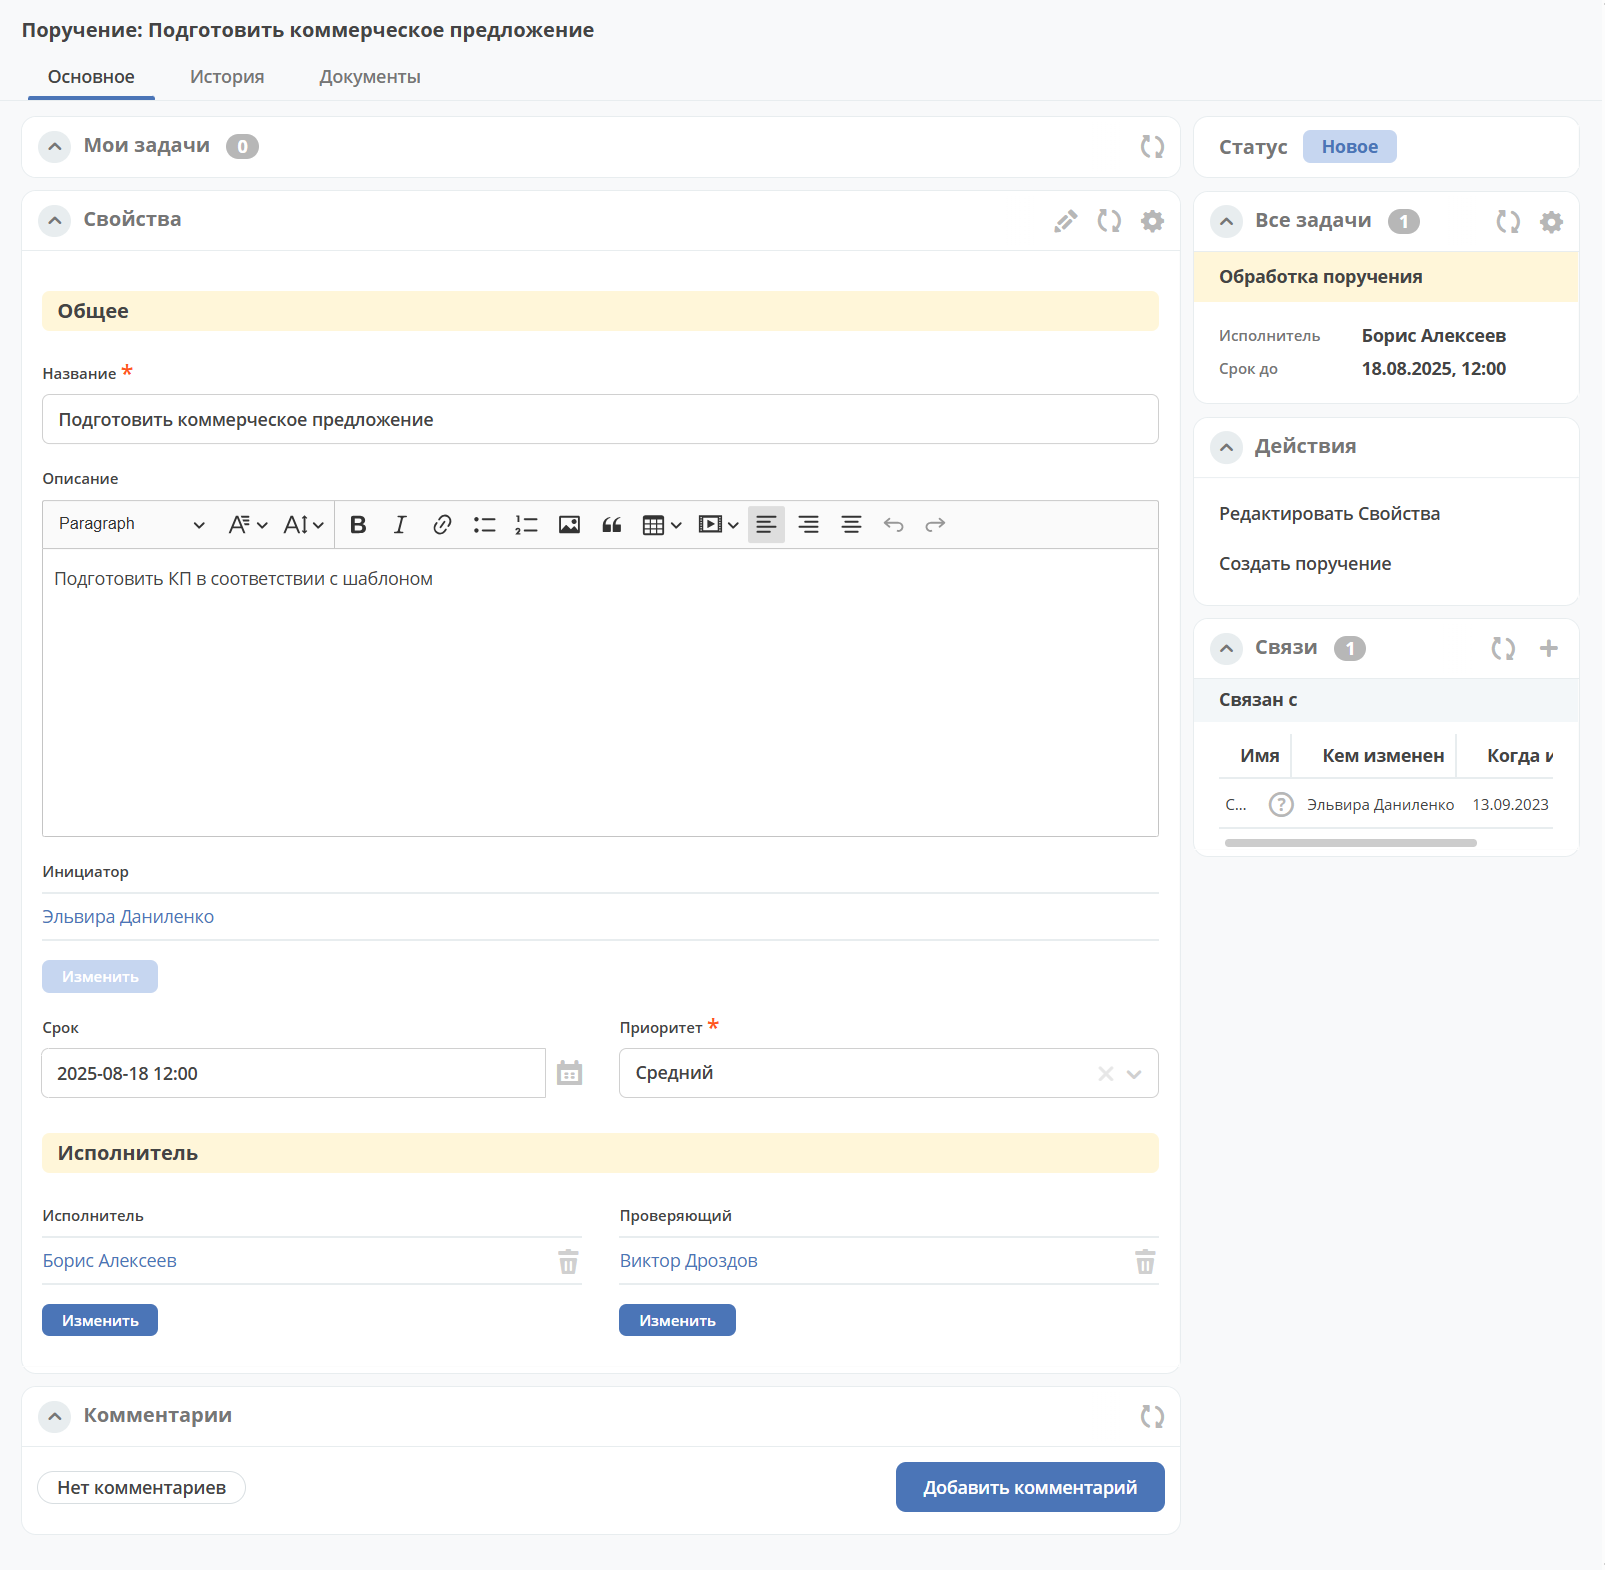 Поручение: Подготовить коммерческое предложение
Основное
История
Документы
Мои задачи 0
Свойства
Общее
Название *
Подготовить коммерческое предложение
Описание
Paragraph
Подготовить КП в соответствии с шаблоном
Инициатор
Эльвира Даниленко
Изменить
Срок
2025-08-18 12:00
Приоритет *
Средний
Исполнитель
Исполнитель
Борис Алексеев
Изменить
Проверяющий
Виктор Дроздов
Изменить
Комментарии
Нет комментариев
Добавить комментарий
Статус Новое
Все задачи 1
Обработка поручения
Исполнитель Борис Алексеев
Срок до 18.08.2025, 12:00
Действия
Редактировать Свойства
Создать поручение
Связи 1
Связан с
Имя Кем изменен Когда и
С... ? Эльвира Даниленко 13.09.2023